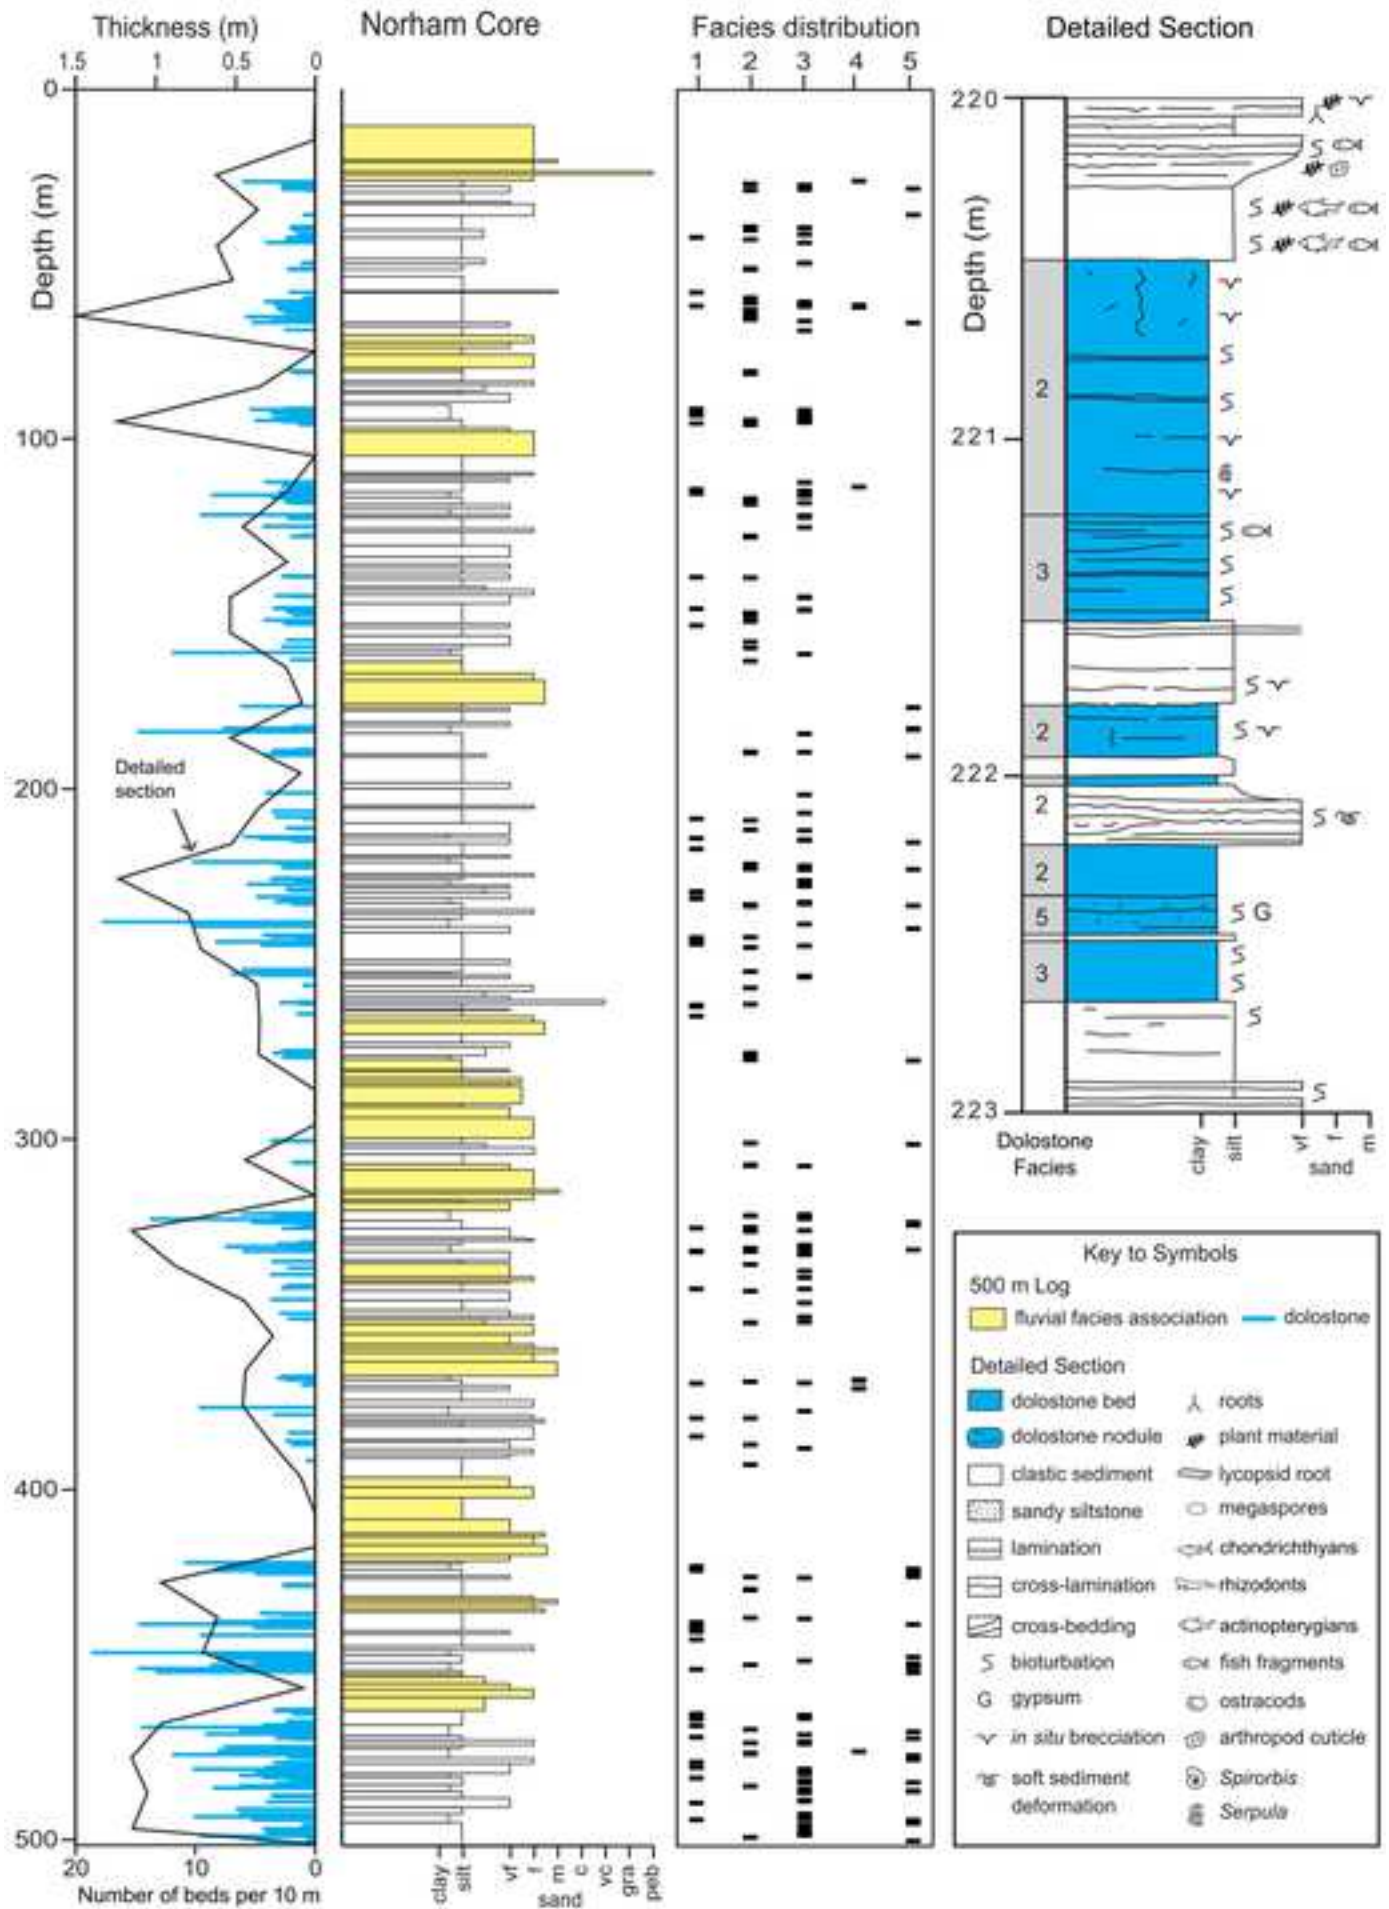 Thickness (m)
1.5 1 0.5 0
Norham Core
Facies distribution
1 2 3 4 5
Detailed Section
0
100
200
300
400
500
Depth (m)
Detailed
section
20 10 0
Number of beds per 10 m
clay
silt
vf
f
m
c
vc
gra
peb
sand
220
221
222
223
Depth (m)
2
3
2
2
2
5
3
G
Dolostone
Facies
clay
silt
vf
f
m
sand
Key to Symbols
500 m Log
fluvial facies association
dolostone
Detailed Section
dolostone bed
roots
dolostone nodule
plant material
clastic sediment
lycopsid root
sandy siltstone
megaspores
lamination
chondrichthyans
cross-lamination
rhizodonts
cross-bedding
actinopterygians
S bioturbation
fish fragments
G gypsum
ostracods
in situ brecciation
arthropod cuticle
soft sediment
deformation
Spirorbis
Serpula